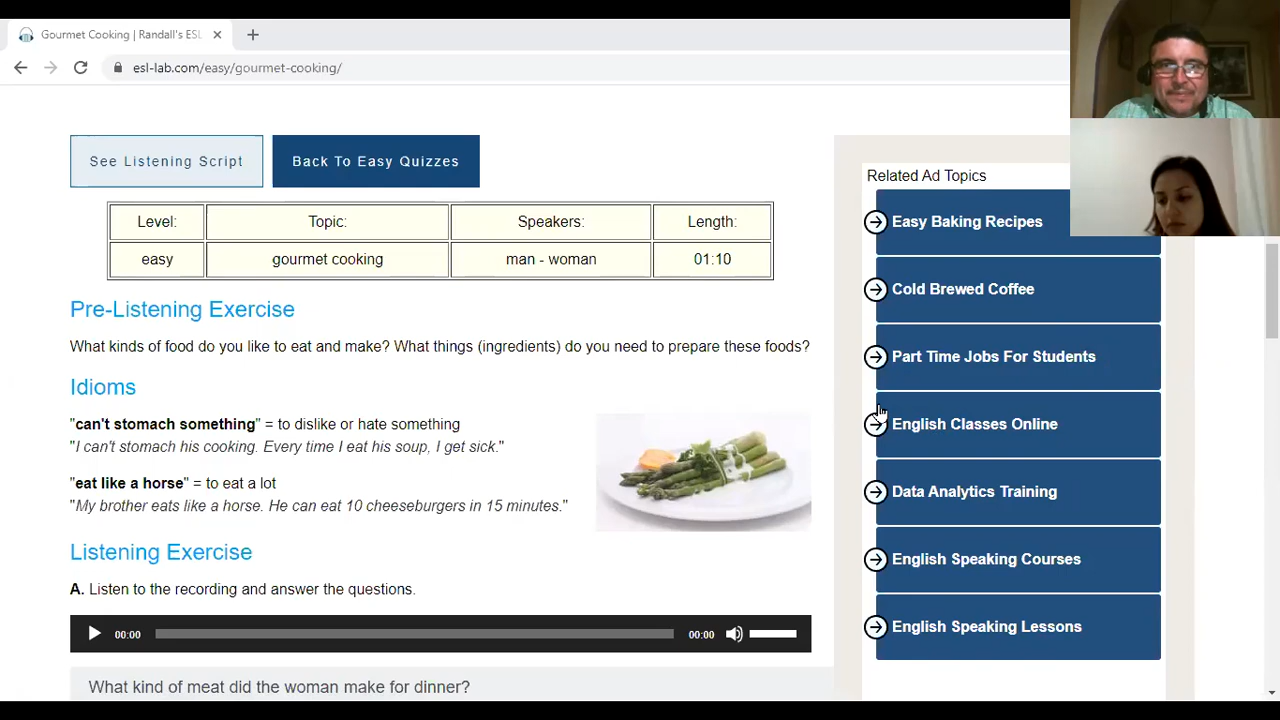 Gourmet Cooking | Randall's ESL
esl-lab.com/easy/gourmet-cooking/
See Listening Script
Back To Easy Quizzes
Level: Topic: Speakers: Length:
easy gourmet cooking man - woman 01:10
Pre-Listening Exercise
What kinds of food do you like to eat and make? What things (ingredients) do you need to prepare these foods?
Idioms
"can't stomach something" = to dislike or hate something
"I can't stomach his cooking. Every time I eat his soup, I get sick."
"eat like a horse" = to eat a lot
"My brother eats like a horse. He can eat 10 cheeseburgers in 15 minutes."
Listening Exercise
A. Listen to the recording and answer the questions.
00:00 00:00
What kind of meat did the woman make for dinner?
Related Ad Topics
Easy Baking Recipes
Cold Brewed Coffee
Part Time Jobs For Students
English Classes Online
Data Analytics Training
English Speaking Courses
English Speaking Lessons